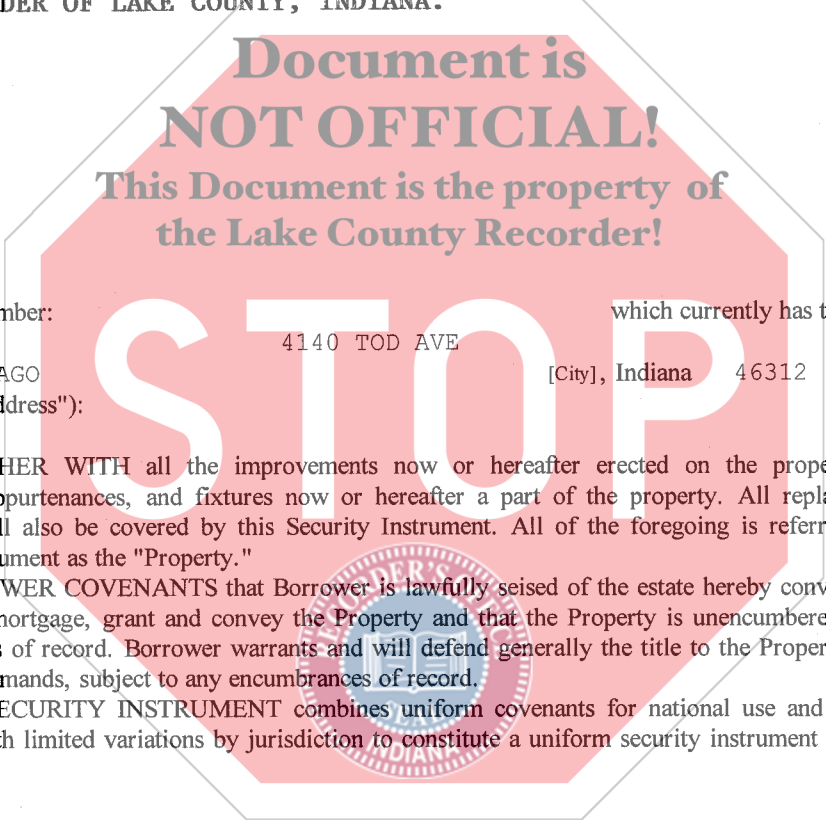 DER OF LAKE COUNTY, INDIANA.
Document is
NOT OFFICIAL!
This Document is the property of
the Lake County Recorder!
STOP
mber: which currently has t
4140 TOD AVE
AGO [City], Indiana 46312
ddress"):
HER WITH all the improvements now or hereafter erected on the prope
ppurtenances, and fixtures now or hereafter a part of the property. All repla
ll also be covered by this Security Instrument. All of the foregoing is referr
ument as the "Property."
WER COVENANTS that Borrower is lawfully seised of the estate hereby conv
nortgage, grant and convey the Property and that the Property is unencumbere
s of record. Borrower warrants and will defend generally the title to the Proper
mands, subject to any encumbrances of record.
ECURITY INSTRUMENT combines uniform covenants for national use and
th limited variations by jurisdiction to constitute a uniform security instrument
RECORDER'S OFFICE
SEAL
INDIANA